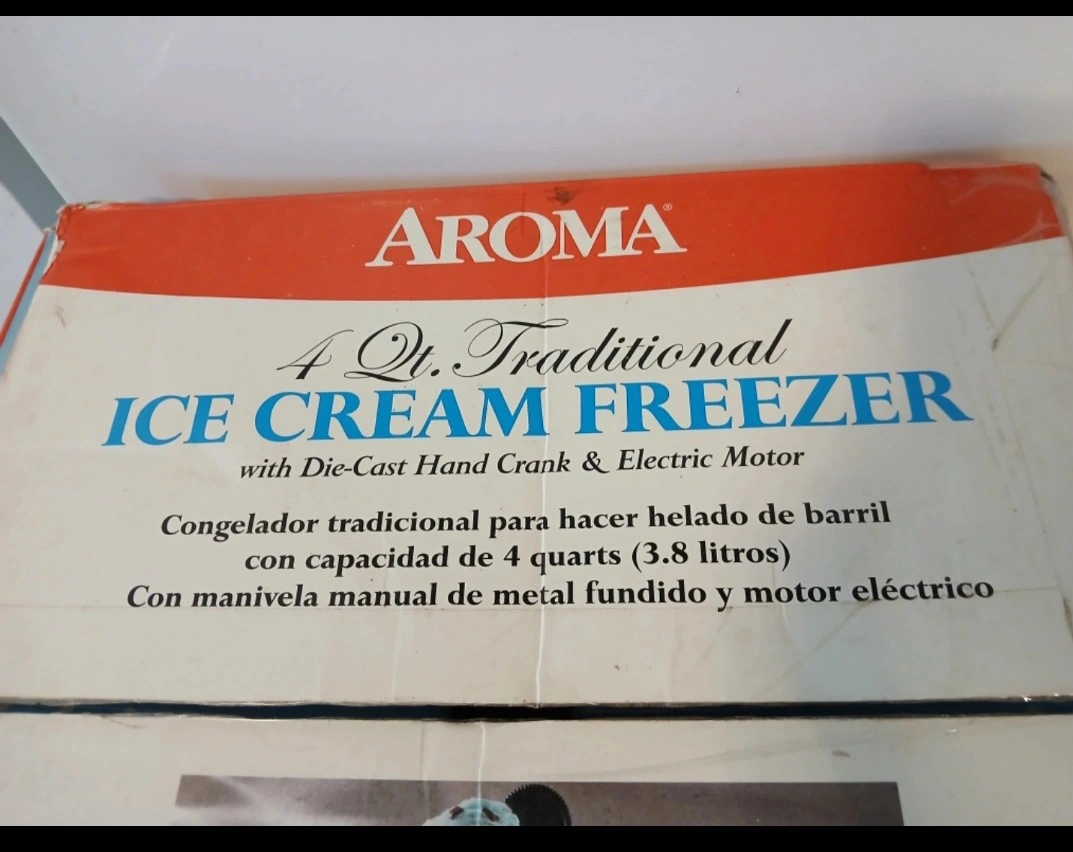 AROMA®
4 Qt. Traditional
ICE CREAM FREEZER
with Die-Cast Hand Crank & Electric Motor
Congelador tradicional para hacer helado de barril
con capacidad de 4 quarts (3.8 litros)
Con manivela manual de metal fundido y motor eléctrico